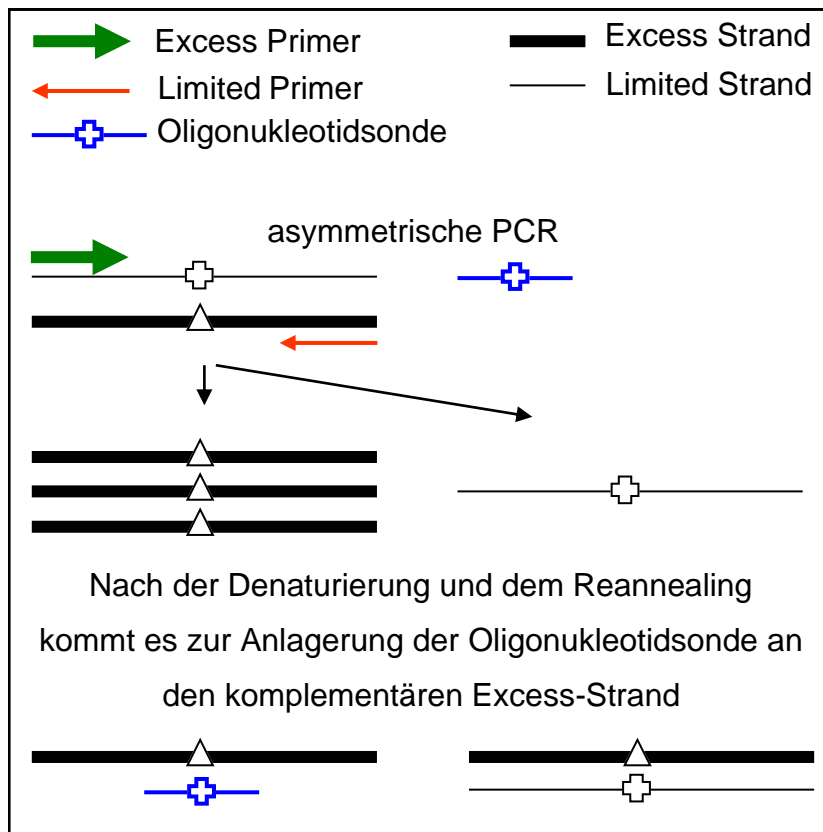 Excess Primer
Excess Strand
Limited Primer
Limited Strand
Oligonukleotidsonde
asymmetrische PCR
Nach der Denaturierung und dem Reannealing
kommt es zur Anlagerung der Oligonukleotidsonde an
den komplementären Excess-Strand